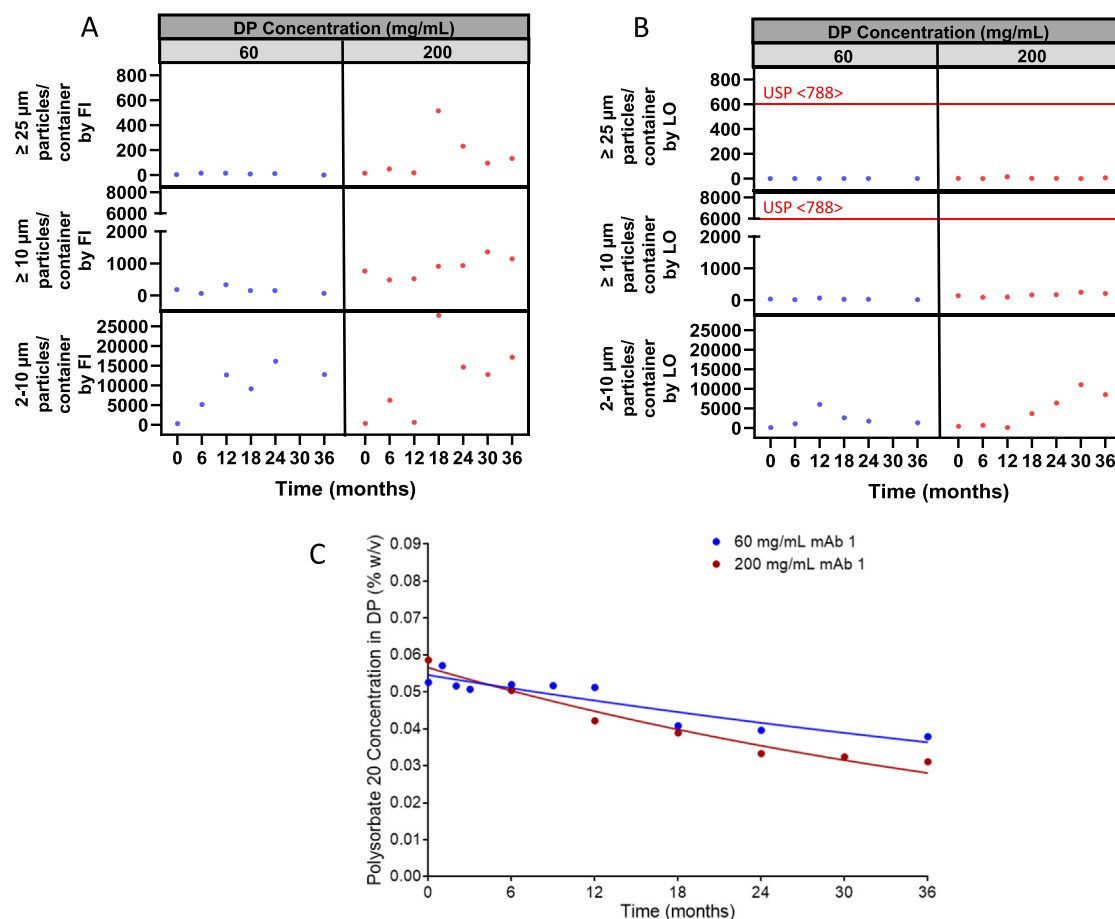 A
DP Concentration (mg/mL)
60 200
≥ 25 µm
particles/
container
by FI
800
600
400
200
0
≥ 10 µm
particles/
container
by FI
8000
6000
2000
1000
0
2-10 µm
particles/
container
by FI
25000
20000
15000
10000
5000
0
0 6 12 18 24 30 36 0 6 12 18 24 30 36
Time (months)
B
DP Concentration (mg/mL)
60 200
≥ 25 µm
particles/
container
by LO
800
600
400
200
0
USP <788>
≥ 10 µm
particles/
container
by LO
8000
6000
2000
1000
0
USP <788>
2-10 µm
particles/
container
by LO
25000
20000
15000
10000
5000
0
0 6 12 18 24 30 36 0 6 12 18 24 30 36
Time (months)
C
Polysorbate 20 Concentration in DP (% w/v)
0.09
0.08
0.07
0.06
0.05
0.04
0.03
0.02
0.01
0.00
60 mg/mL mAb 1
200 mg/mL mAb 1
0 6 12 18 24 30 36
Time (months)